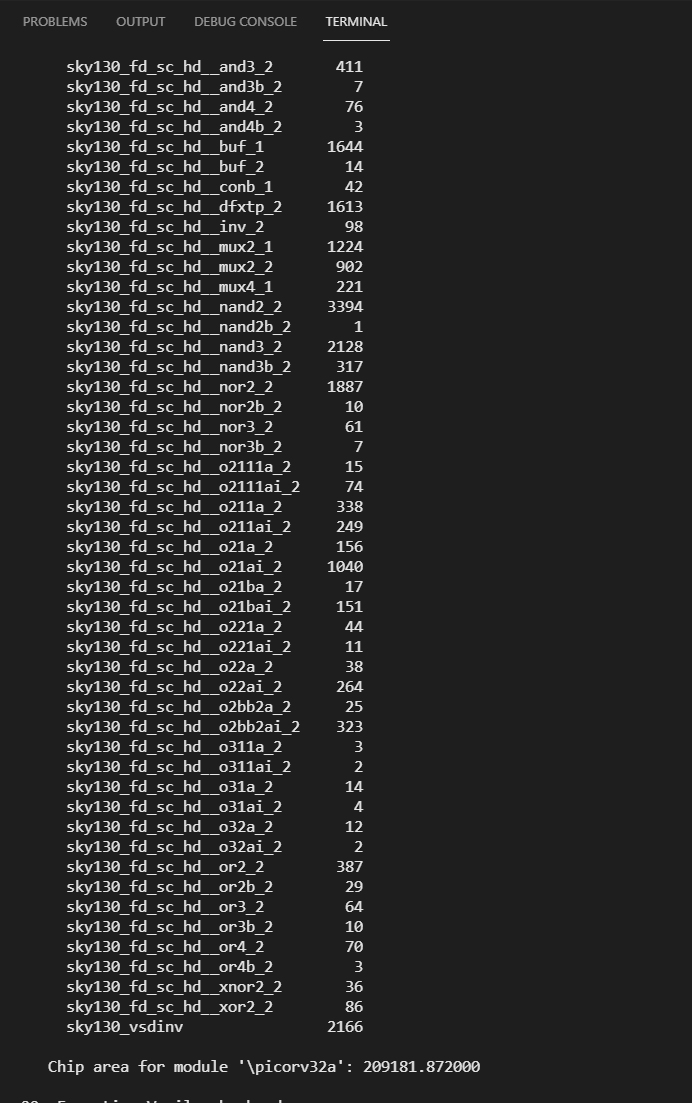 PROBLEMS OUTPUT DEBUG CONSOLE TERMINAL
sky130_fd_sc_hd__and3_2 411
sky130_fd_sc_hd__and3b_2 7
sky130_fd_sc_hd__and4_2 76
sky130_fd_sc_hd__and4b_2 3
sky130_fd_sc_hd__buf_1 1644
sky130_fd_sc_hd__buf_2 14
sky130_fd_sc_hd__conb_1 42
sky130_fd_sc_hd__dfxtp_2 1613
sky130_fd_sc_hd__inv_2 98
sky130_fd_sc_hd__mux2_1 1224
sky130_fd_sc_hd__mux2_2 902
sky130_fd_sc_hd__mux4_1 221
sky130_fd_sc_hd__nand2_2 3394
sky130_fd_sc_hd__nand2b_2 1
sky130_fd_sc_hd__nand3_2 2128
sky130_fd_sc_hd__nand3b_2 317
sky130_fd_sc_hd__nor2_2 1887
sky130_fd_sc_hd__nor2b_2 10
sky130_fd_sc_hd__nor3_2 61
sky130_fd_sc_hd__nor3b_2 7
sky130_fd_sc_hd__o2111a_2 15
sky130_fd_sc_hd__o2111ai_2 74
sky130_fd_sc_hd__o211a_2 338
sky130_fd_sc_hd__o211ai_2 249
sky130_fd_sc_hd__o21a_2 156
sky130_fd_sc_hd__o21ai_2 1040
sky130_fd_sc_hd__o21ba_2 17
sky130_fd_sc_hd__o21bai_2 151
sky130_fd_sc_hd__o221a_2 44
sky130_fd_sc_hd__o221ai_2 11
sky130_fd_sc_hd__o22a_2 38
sky130_fd_sc_hd__o22ai_2 264
sky130_fd_sc_hd__o2bb2a_2 25
sky130_fd_sc_hd__o2bb2ai_2 323
sky130_fd_sc_hd__o311a_2 3
sky130_fd_sc_hd__o311ai_2 2
sky130_fd_sc_hd__o31a_2 14
sky130_fd_sc_hd__o31ai_2 4
sky130_fd_sc_hd__o32a_2 12
sky130_fd_sc_hd__o32ai_2 2
sky130_fd_sc_hd__or2_2 387
sky130_fd_sc_hd__or2b_2 29
sky130_fd_sc_hd__or3_2 64
sky130_fd_sc_hd__or3b_2 10
sky130_fd_sc_hd__or4_2 70
sky130_fd_sc_hd__or4b_2 3
sky130_fd_sc_hd__xnor2_2 36
sky130_fd_sc_hd__xor2_2 86
sky130_vsdinv 2166
Chip area for module '\picorv32a': 209181.872000